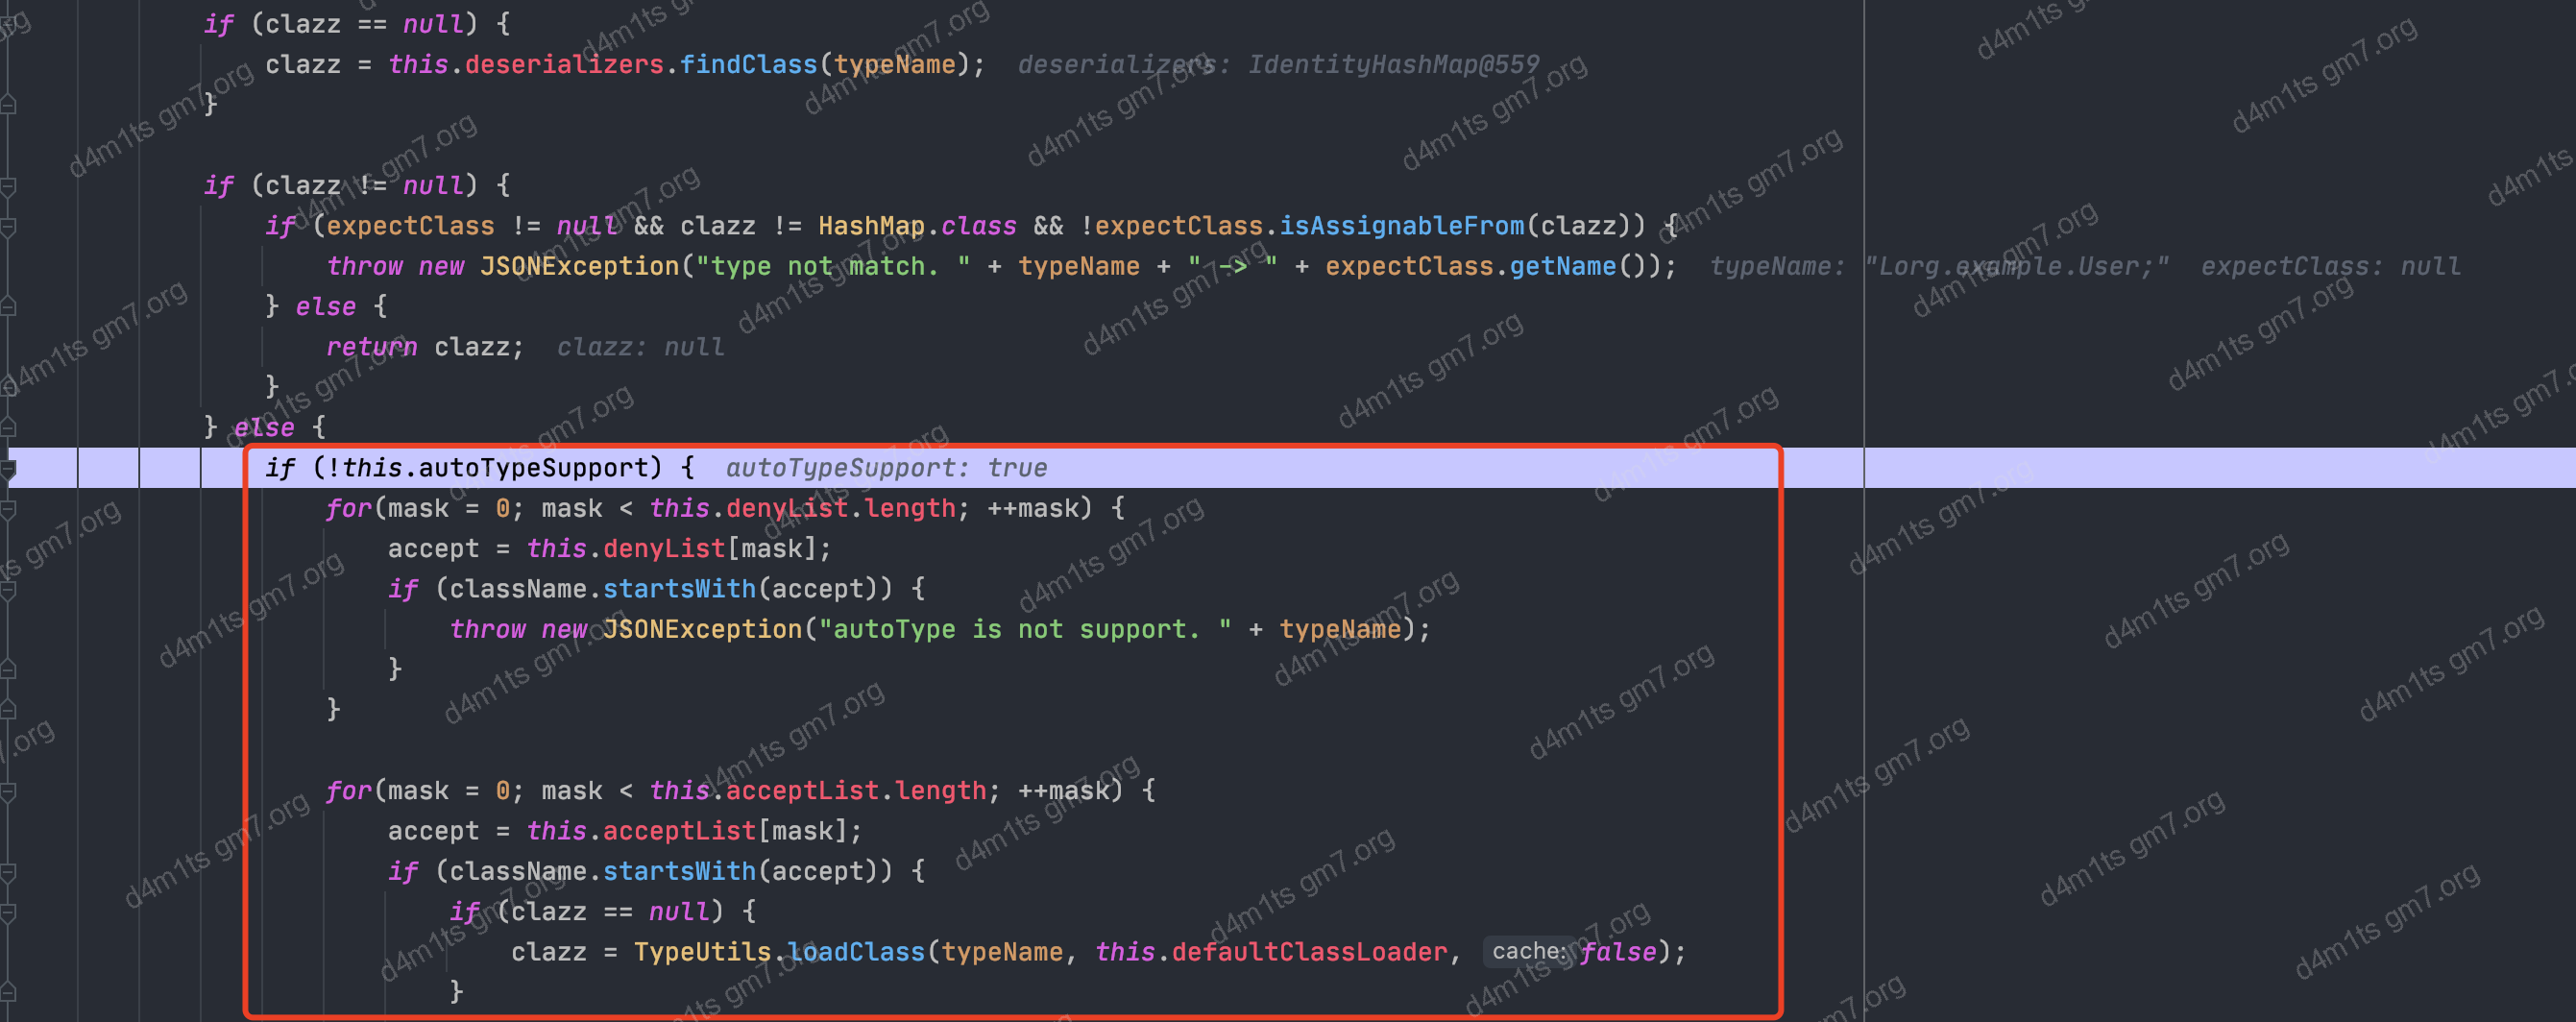 if (clazz == null) {
clazz = this.deserializers.findClass(typeName);  deserializers: IdentityHashMap@559
}
if (clazz != null) {
if (expectClass != null && clazz != HashMap.class && !expectClass.isAssignableFrom(clazz)) {
throw new JSONException("type not match. " + typeName + " -> " + expectClass.getName());  typeName: "Lorg.example.User;"  expectClass: null
} else {
return clazz;  clazz: null
}
} else {
if (!this.autoTypeSupport) {  autoTypeSupport: true
for(mask = 0; mask < this.denyList.length; ++mask) {
accept = this.denyList[mask];
if (className.startsWith(accept)) {
throw new JSONException("autoType is not support. " + typeName);
}
}
for(mask = 0; mask < this.acceptList.length; ++mask) {
accept = this.acceptList[mask];
if (className.startsWith(accept)) {
if (clazz == null) {
clazz = TypeUtils.loadClass(typeName, this.defaultClassLoader, cache: false);
}
d4m1ts gm7.org